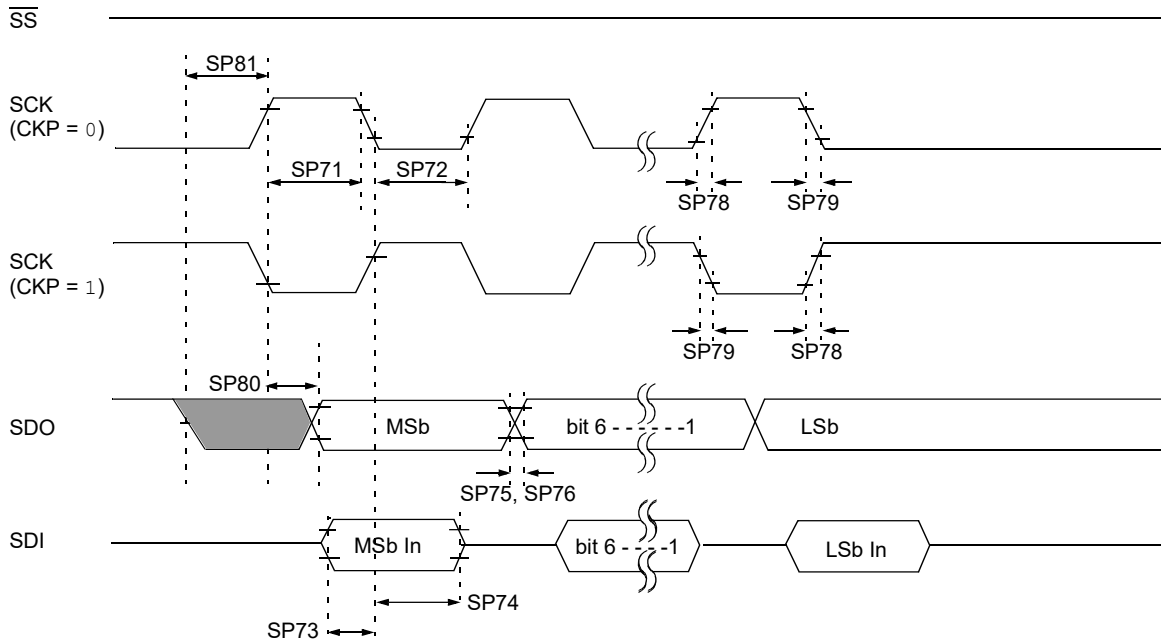 SS
SP81
SCK
(CKP = 0)
SP71
SP72
SP78
SP79
SCK
(CKP = 1)
SP79
SP78
SP80
SDO
MSb
bit 6 - - - - - - -1
LSb
SP75, SP76
SDI
MSb In
bit 6 - - - - -1
LSb In
SP74
SP73